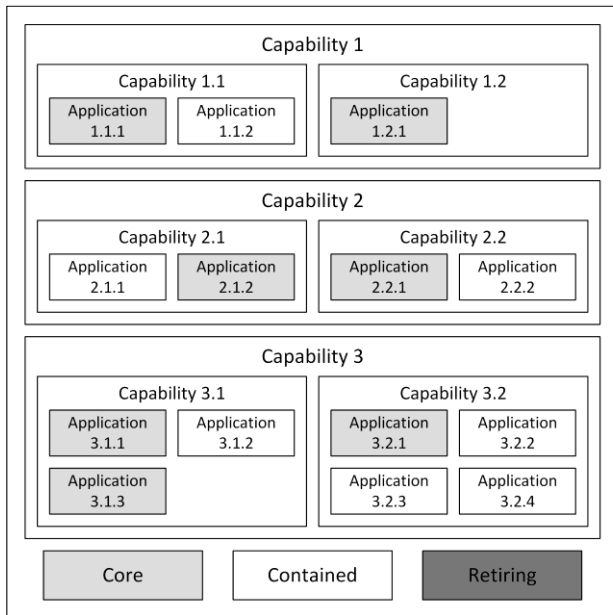 Capability 1
Capability 1.1
Capability 1.2
Application
1.1.1
Application
1.1.2
Application
1.2.1
Capability 2
Capability 2.1
Capability 2.2
Application
2.1.1
Application
2.1.2
Application
2.2.1
Application
2.2.2
Capability 3
Capability 3.1
Capability 3.2
Application
3.1.1
Application
3.1.2
Application
3.2.1
Application
3.2.2
Application
3.1.3
Application
3.2.3
Application
3.2.4
Core
Contained
Retiring